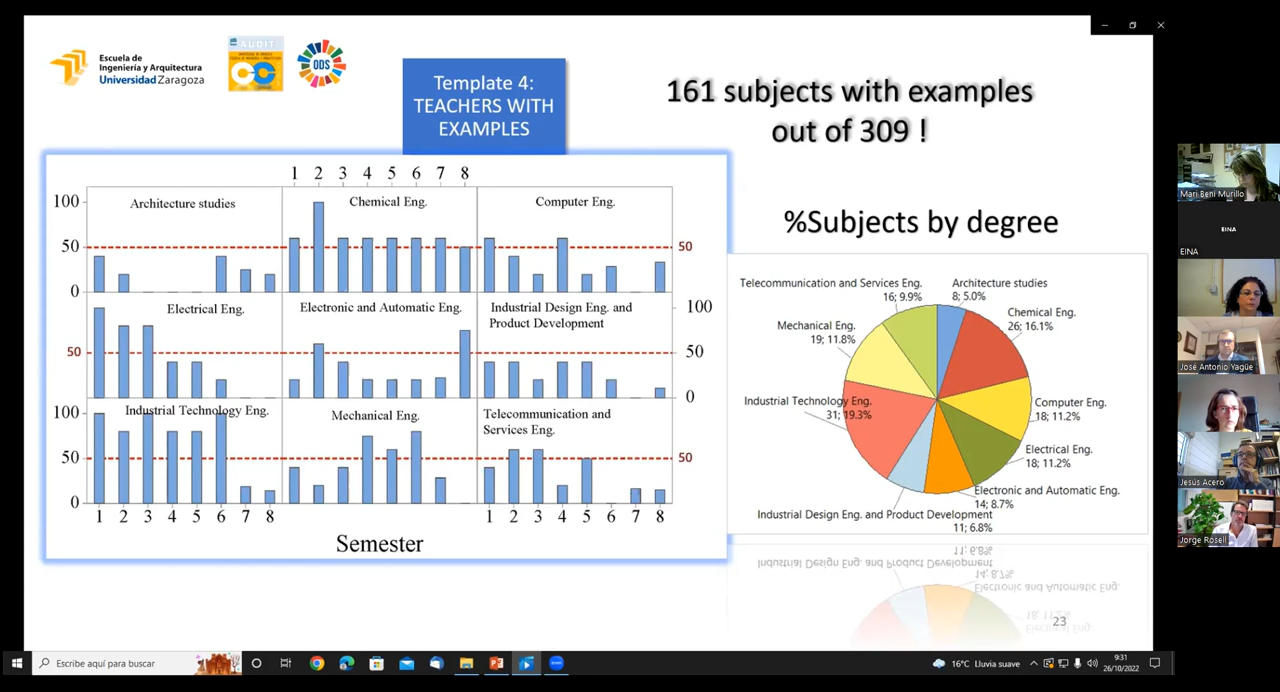 Escuela de
Ingeniería y Arquitectura
Universidad Zaragoza
AUDIT
ODS
Template 4:
TEACHERS WITH
EXAMPLES
161 subjects with examples
out of 309 !
1 2 3 4 5 6 7 8
100
50
0
Architecture studies
Chemical Eng.
Computer Eng.
50
Electrical Eng.
Electronic and Automatic Eng.
Industrial Design Eng. and
Product Development
50
100
50
0
100
50
0
Industrial Technology Eng.
Mechanical Eng.
Telecommunication and
Services Eng.
50
1 2 3 4 5 6 7 8
1 2 3 4 5 6 7 8
Semester
%Subjects by degree
Telecommunication and Services Eng.
16; 9.9%
Architecture studies
8; 5.0%
Chemical Eng.
26; 16.1%
Mechanical Eng.
19; 11.8%
Industrial Technology Eng.
31; 19.3%
Computer Eng.
18; 11.2%
Electrical Eng.
18; 11.2%
Electronic and Automatic Eng.
14; 8.7%
Industrial Design Eng. and Product Development
11; 6.8%
23
Mari Beni Murillo
EINA
EINA
José Antonio Yagüe
Jesús Acero
Jorge Rosell
Escribe aquí para buscar
16°C Lluvia suave
9:31
26/10/2022